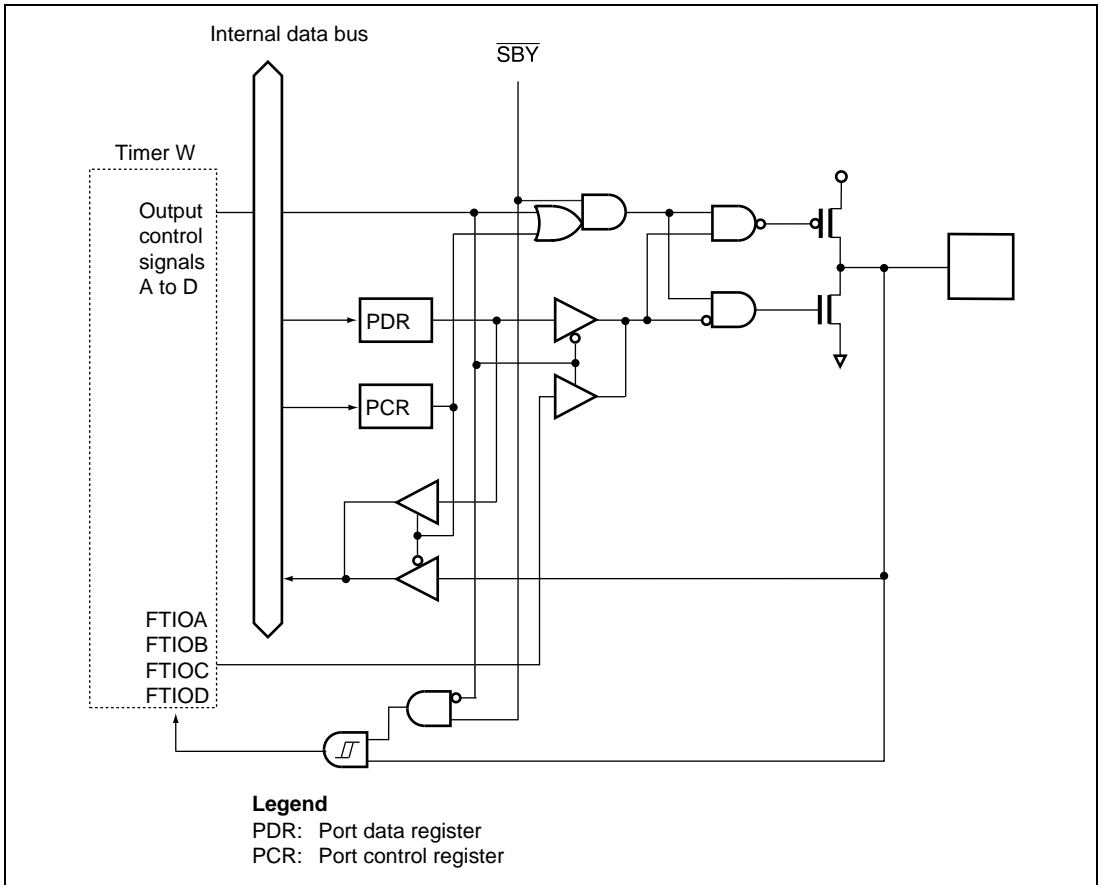 Internal data bus
SBY
Timer W
Output
control
signals
A to D
PDR
PCR
FTIOA
FTIOB
FTIOC
FTIOD
Legend
PDR: Port data register
PCR: Port control register